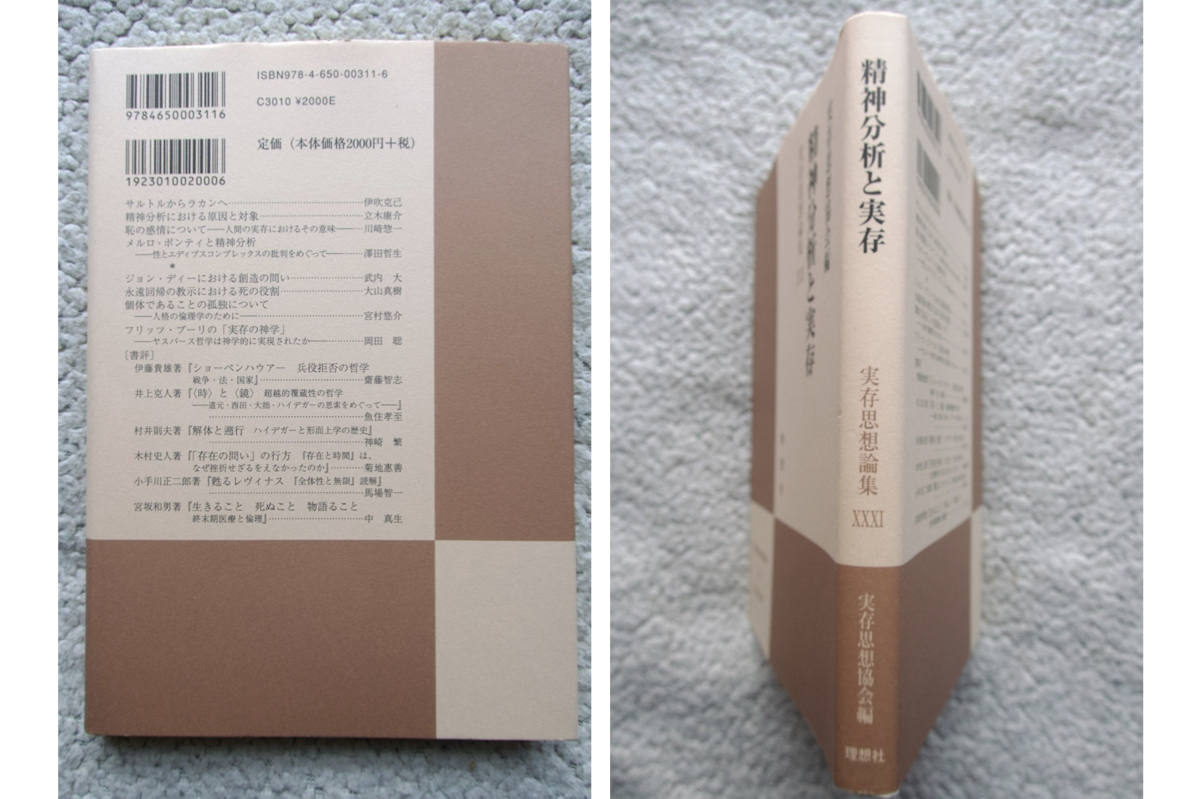 ISBN978-4-650-00311-6
9784650003116
C3010 ¥2000E
定価（本体価格2000円＋税）
1923010020006
サルトルからラカンへ……伊吹克己
精神分析における原因と対象……立木康介
恥の感情について——人間の実存におけるその意味——……川崎惣一
メルロ・ポンティと精神分析
——性とエディプスコンプレックスの批判をめぐって——……澤田哲生
*
ジョン・ディーにおける創造の問い……武内 大
永遠回帰の教示における死の役割……大山真樹
個体であることの孤独について
——人格の倫理学のために——……宮村悠介
フリッツ・ブーリの「実存の神学」
——ヤスパース哲学は神学的に実現されたか——……岡田 聡
［書評］
伊藤貴雄著『ショーペンハウアー 兵役拒否の哲学
戦争・法・国家』……齋藤智志
井上克人著『〈時〉と〈鏡〉 超越的覆蔵性の哲学
——道元・西田・大拙・ハイデガーの思索をめぐって——』
……魚住孝至
村井則夫著『解体と遡行 ハイデガーと形而上学の歴史』
……神崎 繁
木村史人著『「存在の問い」の行方 『存在と時間』は、
なぜ挫折せざるをえなかったのか』……菊地惠善
小手川正二郎著『甦るレヴィナス 『全体性と無限』読解』
……馬場智一
宮坂和男著『生きること 死ぬこと 物語ること
終末期医療と倫理』……中 真生
精神分析と実存
実存思想論集
XXXI
実存思想協会編
理想社
精神分析と実存